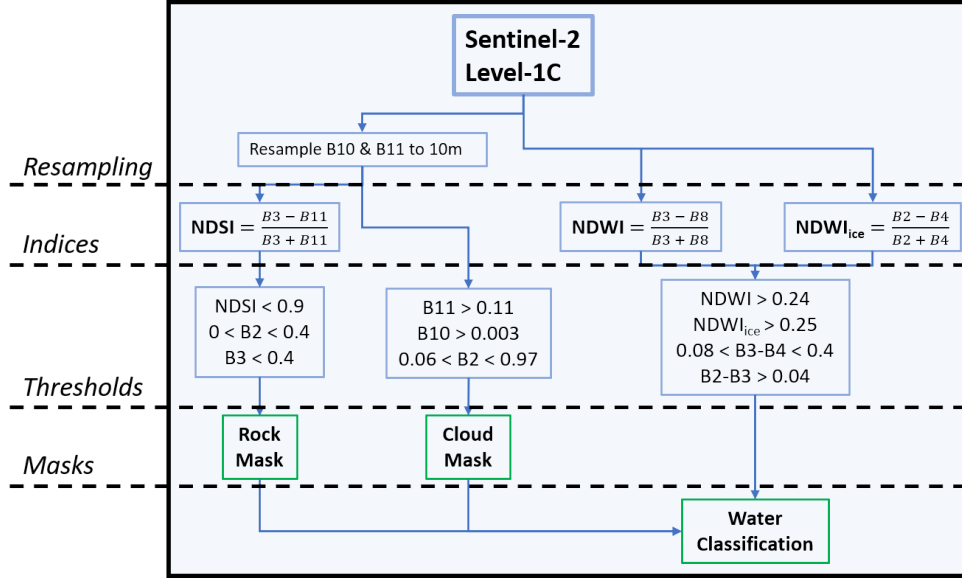 Sentinel-2
Level-1C
Resample B10 & B11 to 10m
Resampling
NDSI = B3 − B11 / B3 + B11
NDWI = B3 − B8 / B3 + B8
NDWIice = B2 − B4 / B2 + B4
Indices
NDSI < 0.9
0 < B2 < 0.4
B3 < 0.4
B11 > 0.11
B10 > 0.003
0.06 < B2 < 0.97
NDWI > 0.24
NDWIice > 0.25
0.08 < B3-B4 < 0.4
B2-B3 > 0.04
Thresholds
Rock
Mask
Cloud
Mask
Masks
Water
Classification